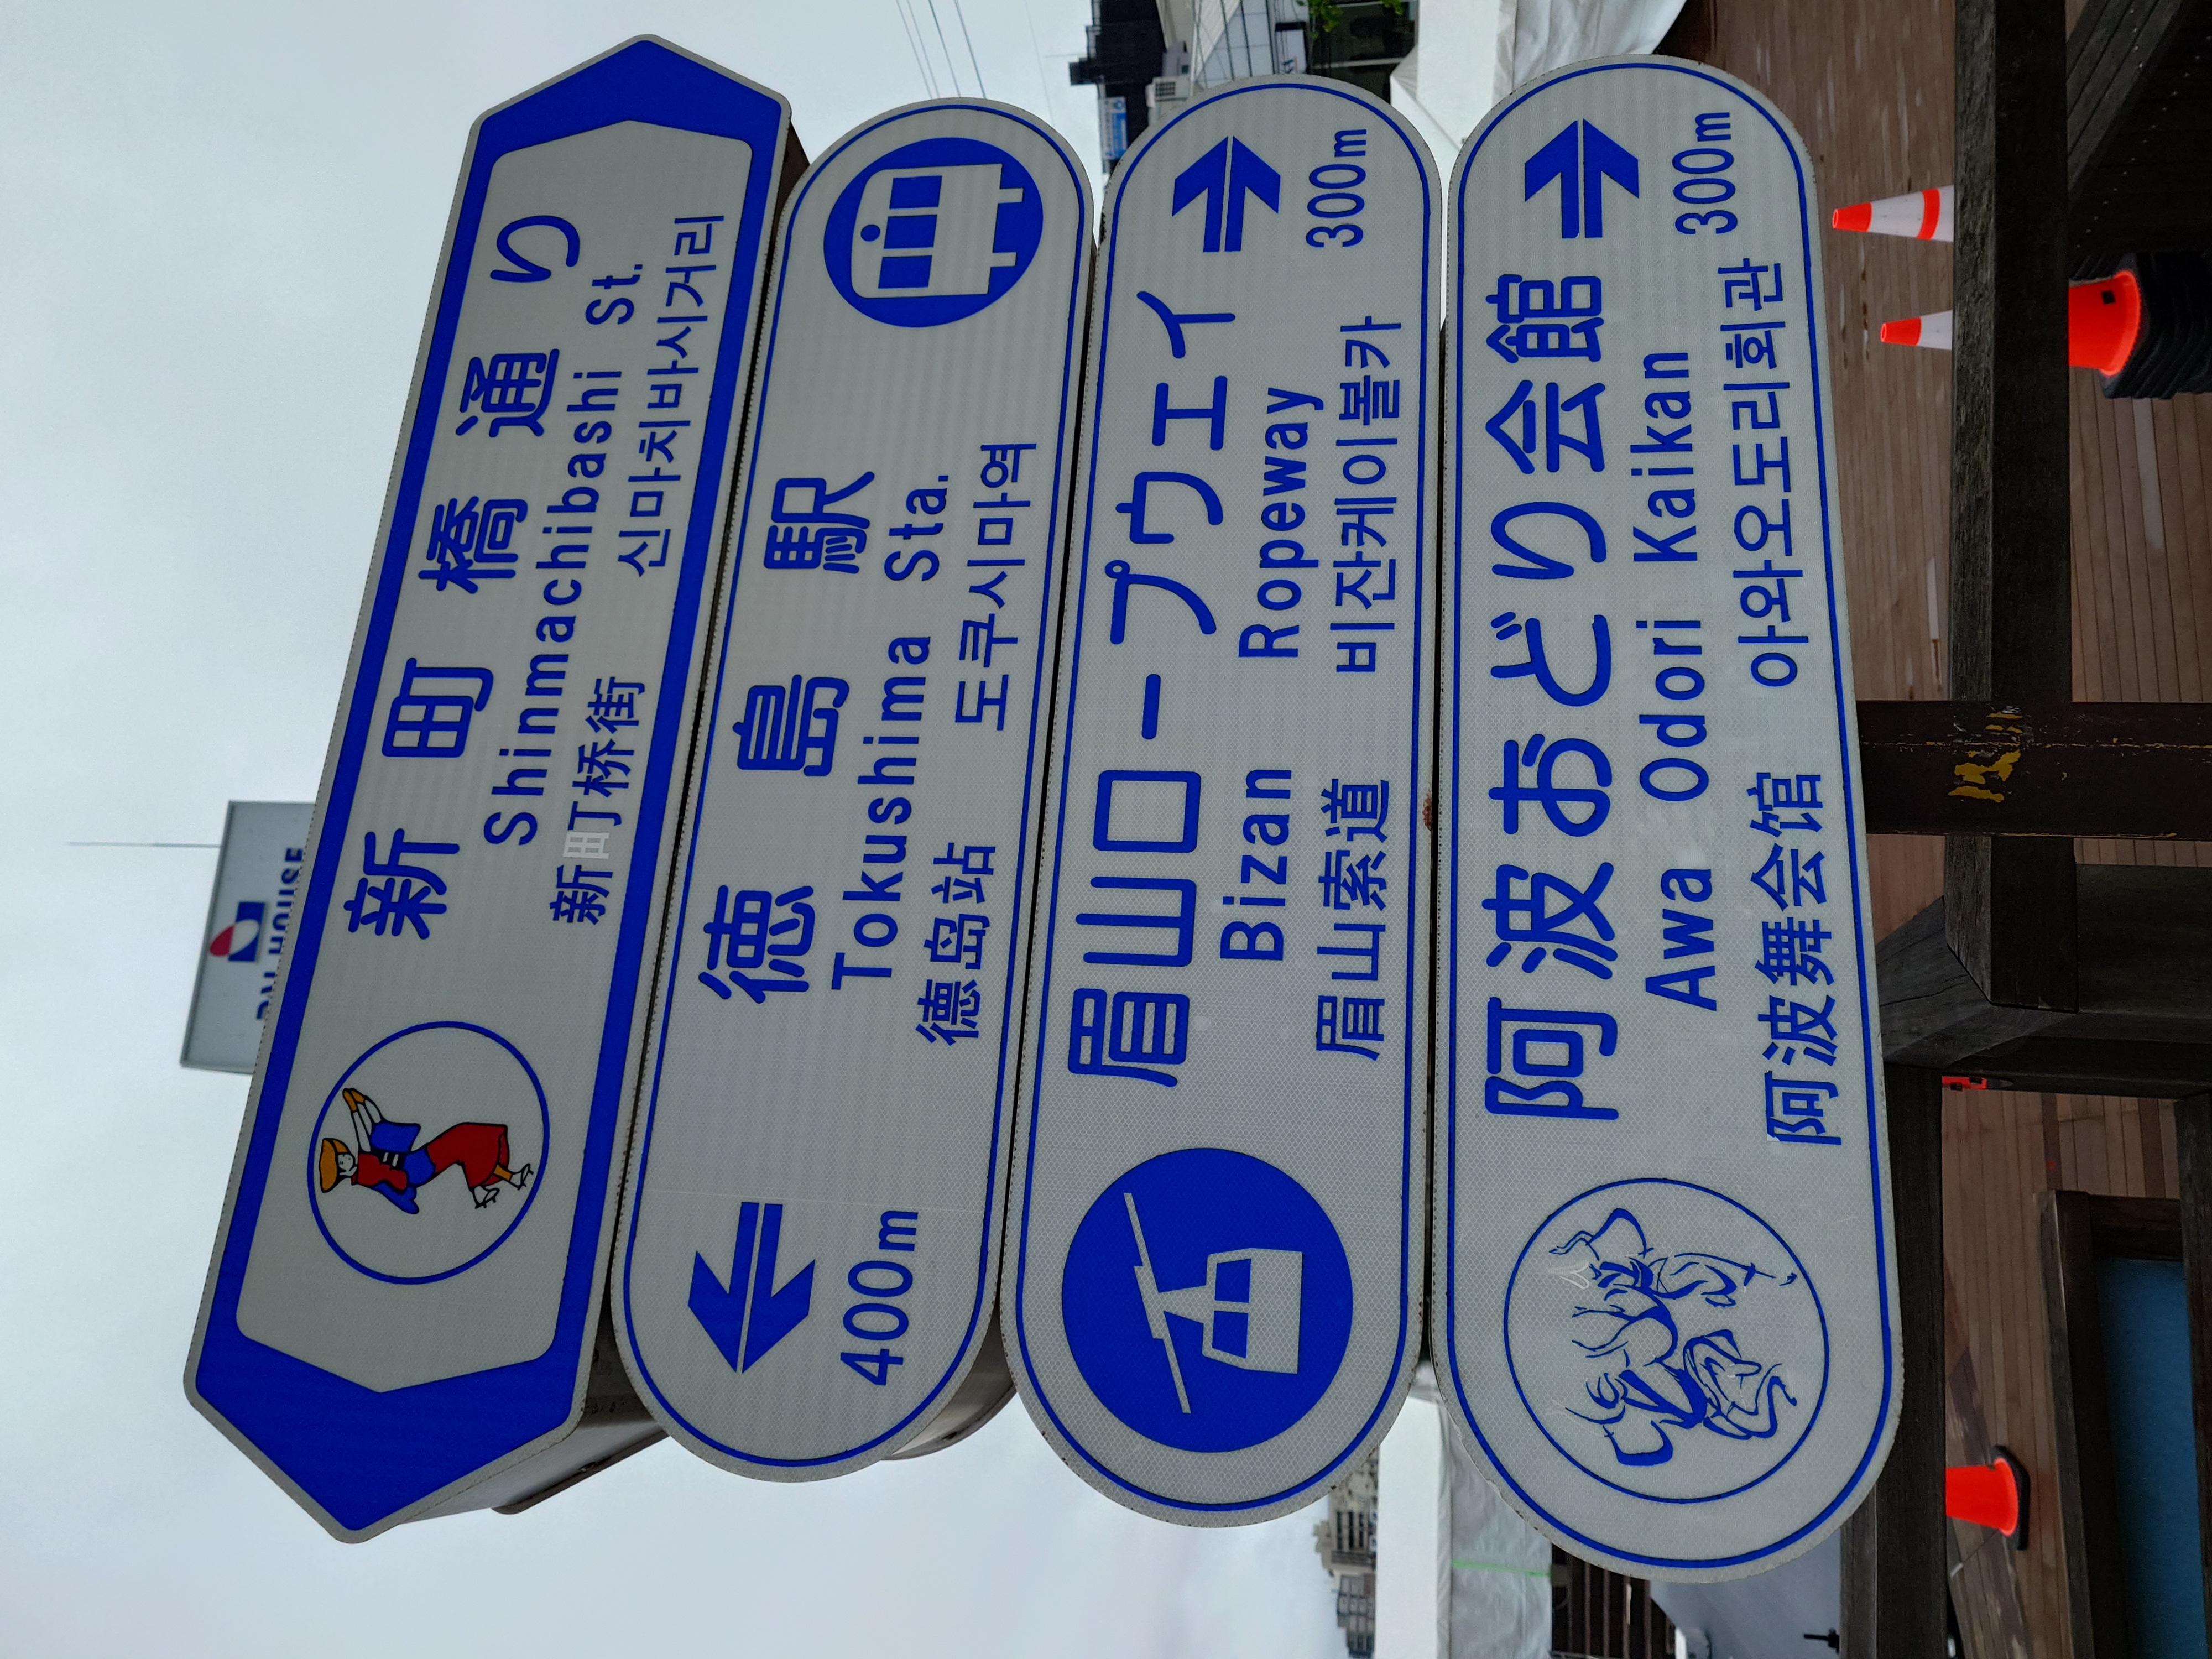 新町橋通り
Shinmachibashi St.
新町桥街 신마치바시거리
徳島駅
Tokushima Sta.
400m 德岛站 도쿠시마역
眉山ロープウェイ
Bizan Ropeway 300m
眉山索道 비잔케이블카
阿波おどり会館
Awa Odori Kaikan 300m
阿波舞会馆 아와오도리회관